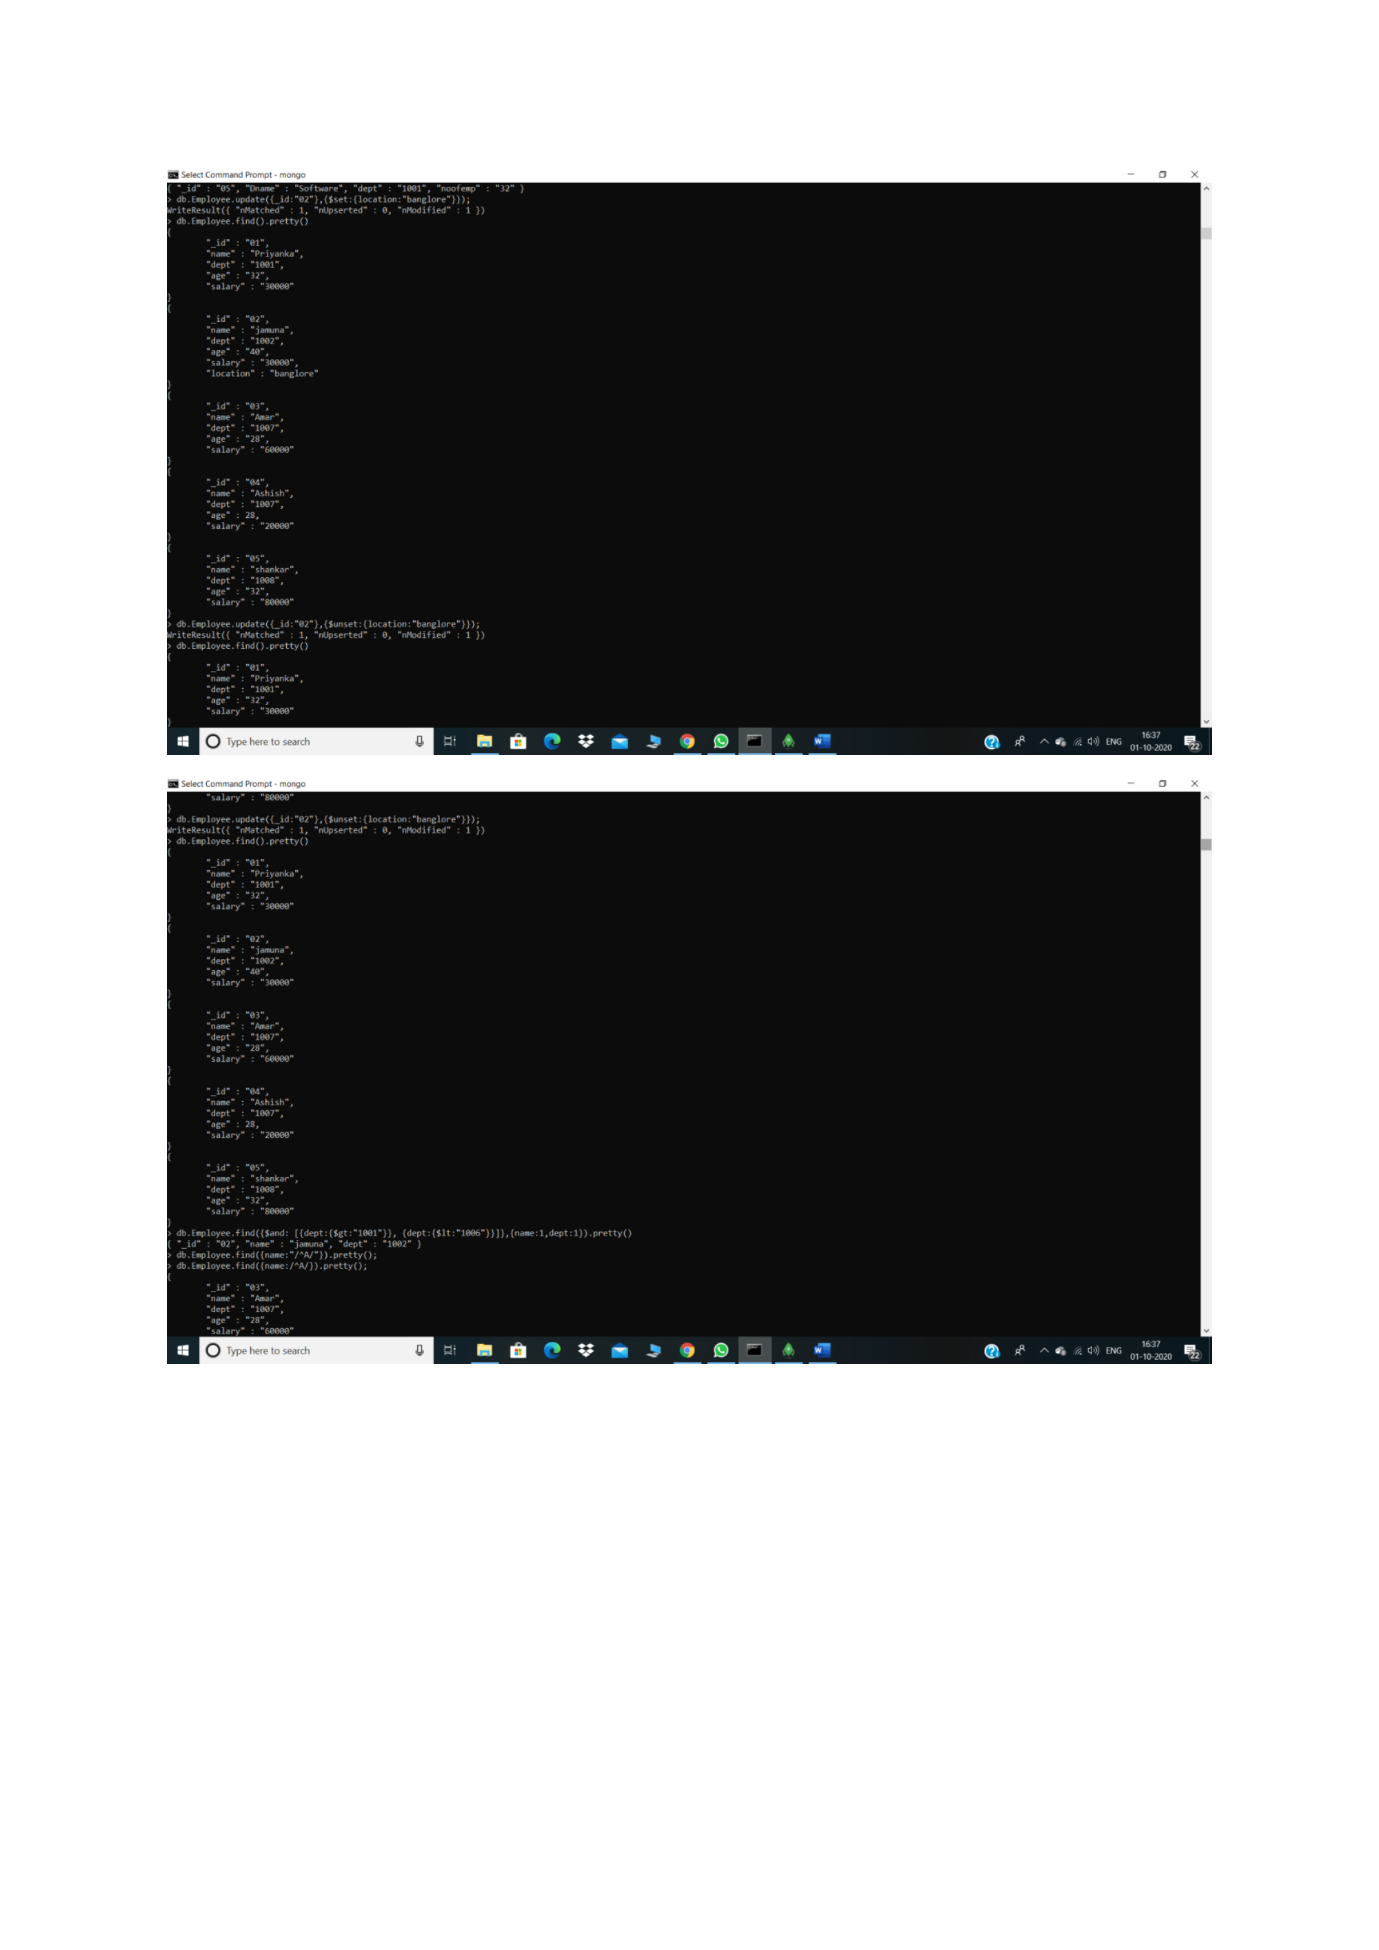 Select Command Prompt - mongo
{ "_id" : "05", "Dname" : "Software", "dept" : "1001", "noofemp" : "32" }
> db.Employee.update({_id:"02"},{$set:{location:"banglore"}});
WriteResult({ "nMatched" : 1, "nUpserted" : 0, "nModified" : 1 })
> db.Employee.find().pretty()
{
"_id" : "01",
"name" : "Priyanka",
"dept" : "1001",
"age" : "32",
"salary" : "30000"
}
{
"_id" : "02",
"name" : "jamuna",
"dept" : "1002",
"age" : "40",
"salary" : "30000",
"location" : "banglore"
}
{
"_id" : "03",
"name" : "Amar",
"dept" : "1007",
"age" : "28",
"salary" : "60000"
}
{
"_id" : "04",
"name" : "Ashish",
"dept" : "1007",
"age" : 28,
"salary" : "20000"
}
{
"_id" : "05",
"name" : "shankar",
"dept" : "1008",
"age" : "32",
"salary" : "80000"
}
> db.Employee.update({_id:"02"},{$unset:{location:"banglore"}});
WriteResult({ "nMatched" : 1, "nUpserted" : 0, "nModified" : 1 })
> db.Employee.find().pretty()
{
"_id" : "01",
"name" : "Priyanka",
"dept" : "1001",
"age" : "32",
"salary" : "30000"
}
Type here to search
ENG
16:37
01-10-2020
22
Select Command Prompt - mongo
"salary" : "80000"
}
> db.Employee.update({_id:"02"},{$unset:{location:"banglore"}});
WriteResult({ "nMatched" : 1, "nUpserted" : 0, "nModified" : 1 })
> db.Employee.find().pretty()
{
"_id" : "01",
"name" : "Priyanka",
"dept" : "1001",
"age" : "32",
"salary" : "30000"
}
{
"_id" : "02",
"name" : "jamuna",
"dept" : "1002",
"age" : "40",
"salary" : "30000"
}
{
"_id" : "03",
"name" : "Amar",
"dept" : "1007",
"age" : "28",
"salary" : "60000"
}
{
"_id" : "04",
"name" : "Ashish",
"dept" : "1007",
"age" : 28,
"salary" : "20000"
}
{
"_id" : "05",
"name" : "shankar",
"dept" : "1008",
"age" : "32",
"salary" : "80000"
}
> db.Employee.find({$and: [{dept:{$gt:"1001"}}, {dept:{$lt:"1006"}}]},{name:1,dept:1}).pretty()
{ "_id" : "02", "name" : "jamuna", "dept" : "1002" }
> db.Employee.find({name:"/^A/"}).pretty();
> db.Employee.find({name:/^A/}).pretty();
{
"_id" : "03",
"name" : "Amar",
"dept" : "1007",
"age" : "28",
"salary" : "60000"
Type here to search
ENG
16:37
01-10-2020
22